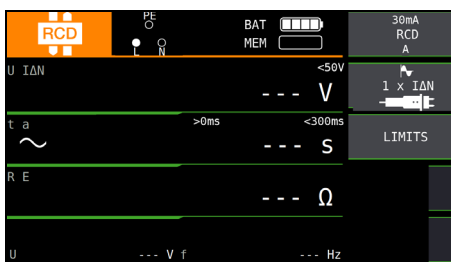 RCD
PE
L N
BAT
MEM
30mA
RCD
A
U IΔN
<50V
--- V
1 x IΔN
t a
>0ms
<300ms
--- s
LIMITS
R E
--- Ω
U --- V f --- Hz